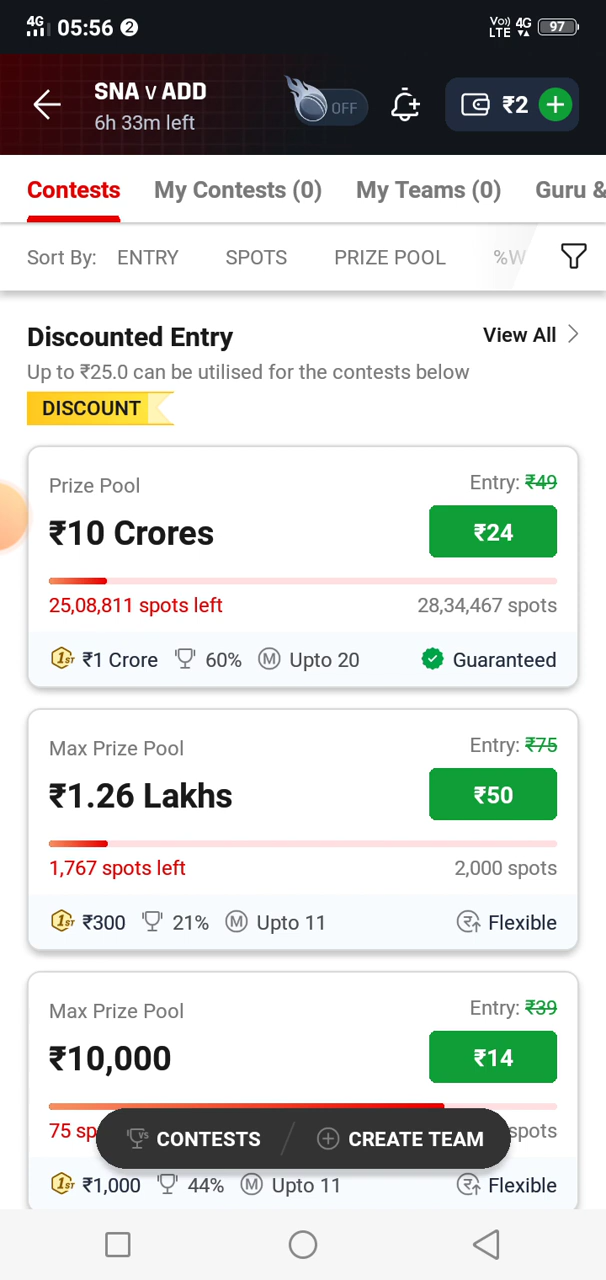 4G 05:56 2 Vo) LTE 4G 97
SNA v ADD
6h 33m left
OFF
₹2 +
Contests My Contests (0) My Teams (0) Guru &
Sort By: ENTRY SPOTS PRIZE POOL %W
Discounted Entry View All
Up to ₹25.0 can be utilised for the contests below
DISCOUNT
Prize Pool Entry: ₹49
₹10 Crores ₹24
25,08,811 spots left 28,34,467 spots
1ST ₹1 Crore 60% M Upto 20 Guaranteed
Max Prize Pool Entry: ₹75
₹1.26 Lakhs ₹50
1,767 spots left 2,000 spots
1ST ₹300 21% M Upto 11 Flexible
Max Prize Pool Entry: ₹39
₹10,000 ₹14
75 sp spots
VS CONTESTS CREATE TEAM
1ST ₹1,000 44% M Upto 11 Flexible